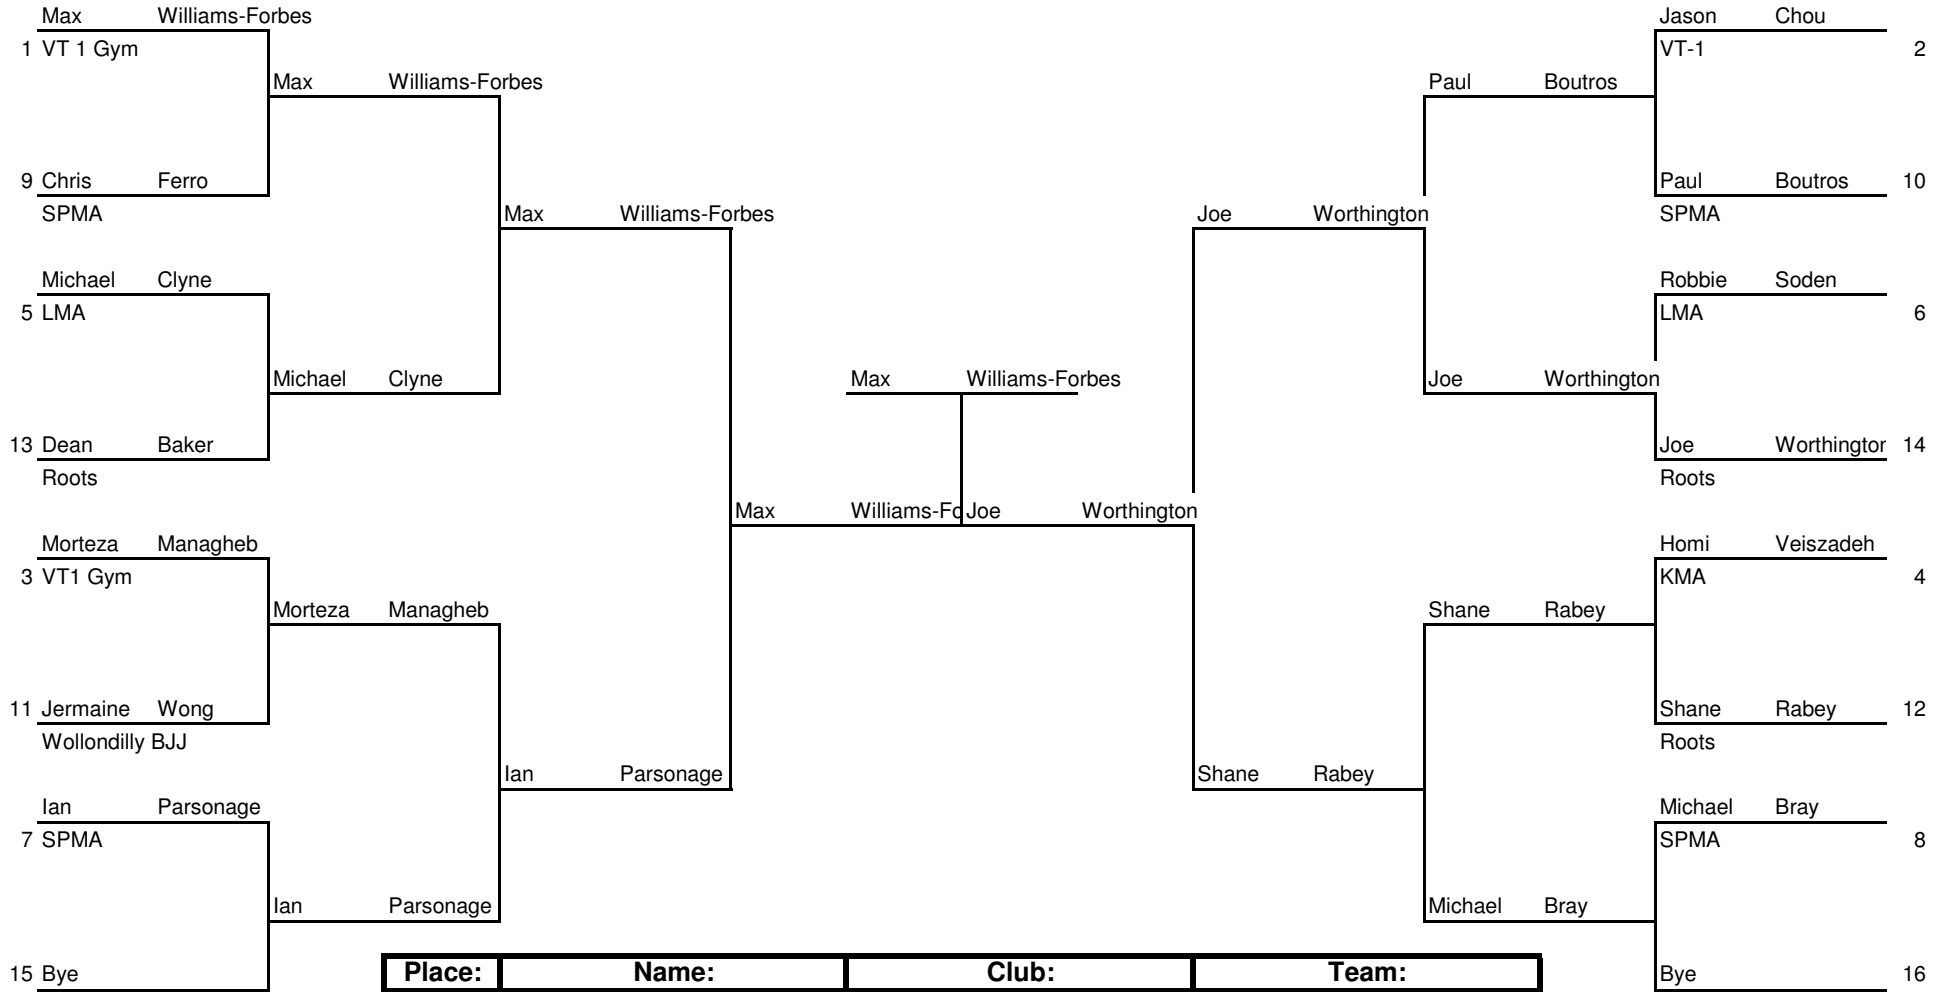 Max Williams-Forbes Jason Chou
1 VT 1 Gym VT-1 2
Max Williams-Forbes Paul Boutros
9 Chris Ferro Paul Boutros 10
SPMA Max Williams-Forbes Joe Worthington SPMA
Michael Clyne Robbie Soden
5 LMA LMA 6
Michael Clyne Max Williams-Forbes Joe Worthington
13 Dean Baker Joe Worthington 14
Roots Roots
Max Williams-Fo Joe Worthington
Morteza Managheb Homi Veiszadeh
3 VT1 Gym KMA 4
Morteza Managheb Shane Rabey
11 Jermaine Wong Shane Rabey 12
Wollondilly BJJ Roots
Ian Parsonage Shane Rabey
Ian Parsonage Michael Bray
7 SPMA SPMA 8
Ian Parsonage Michael Bray
15 Bye Place: Name: Club: Team: Bye 16